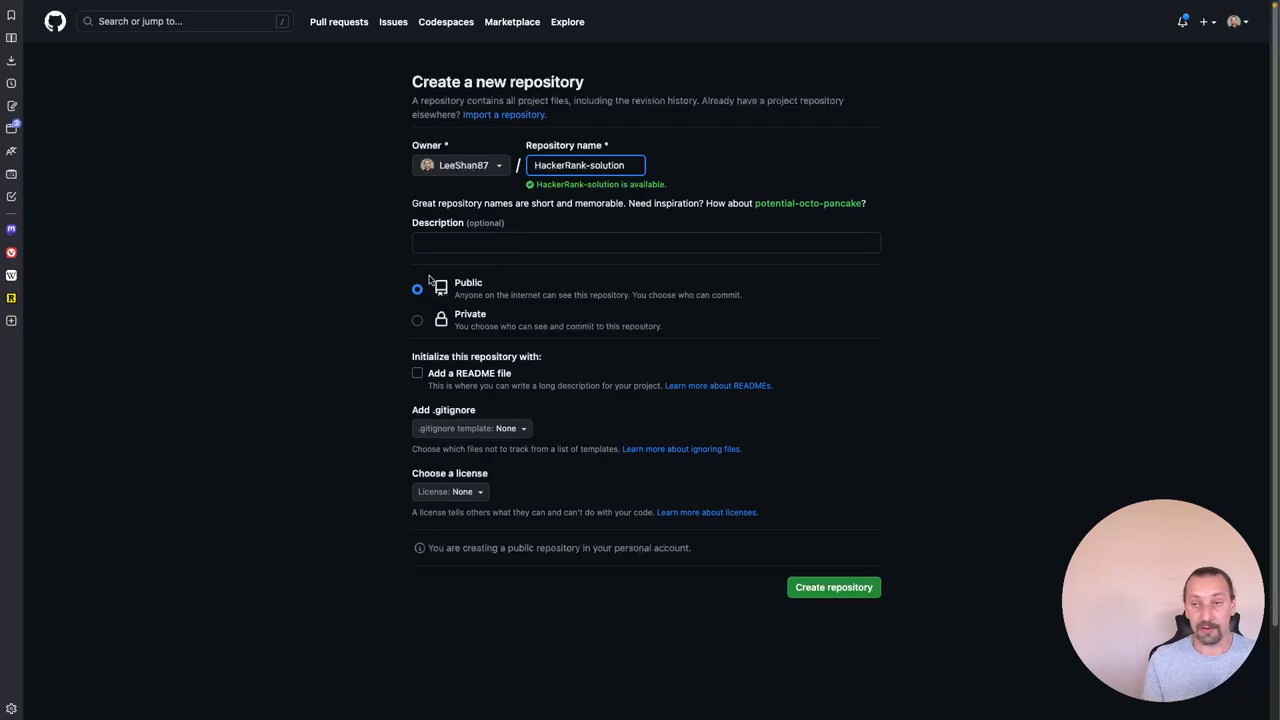 Search or jump to...
/
Pull requests
Issues
Codespaces
Marketplace
Explore
Create a new repository
A repository contains all project files, including the revision history. Already have a project repository
elsewhere? Import a repository.
Owner *
Repository name *
LeeShan87
/
HackerRank-solution
HackerRank-solution is available.
Great repository names are short and memorable. Need inspiration? How about potential-octo-pancake?
Description (optional)
Public
Anyone on the internet can see this repository. You choose who can commit.
Private
You choose who can see and commit to this repository.
Initialize this repository with:
Add a README file
This is where you can write a long description for your project. Learn more about READMEs.
Add .gitignore
.gitignore template: None
Choose which files not to track from a list of templates. Learn more about ignoring files.
Choose a license
License: None
A license tells others what they can and can't do with your code. Learn more about licenses.
You are creating a public repository in your personal account.
Create repository